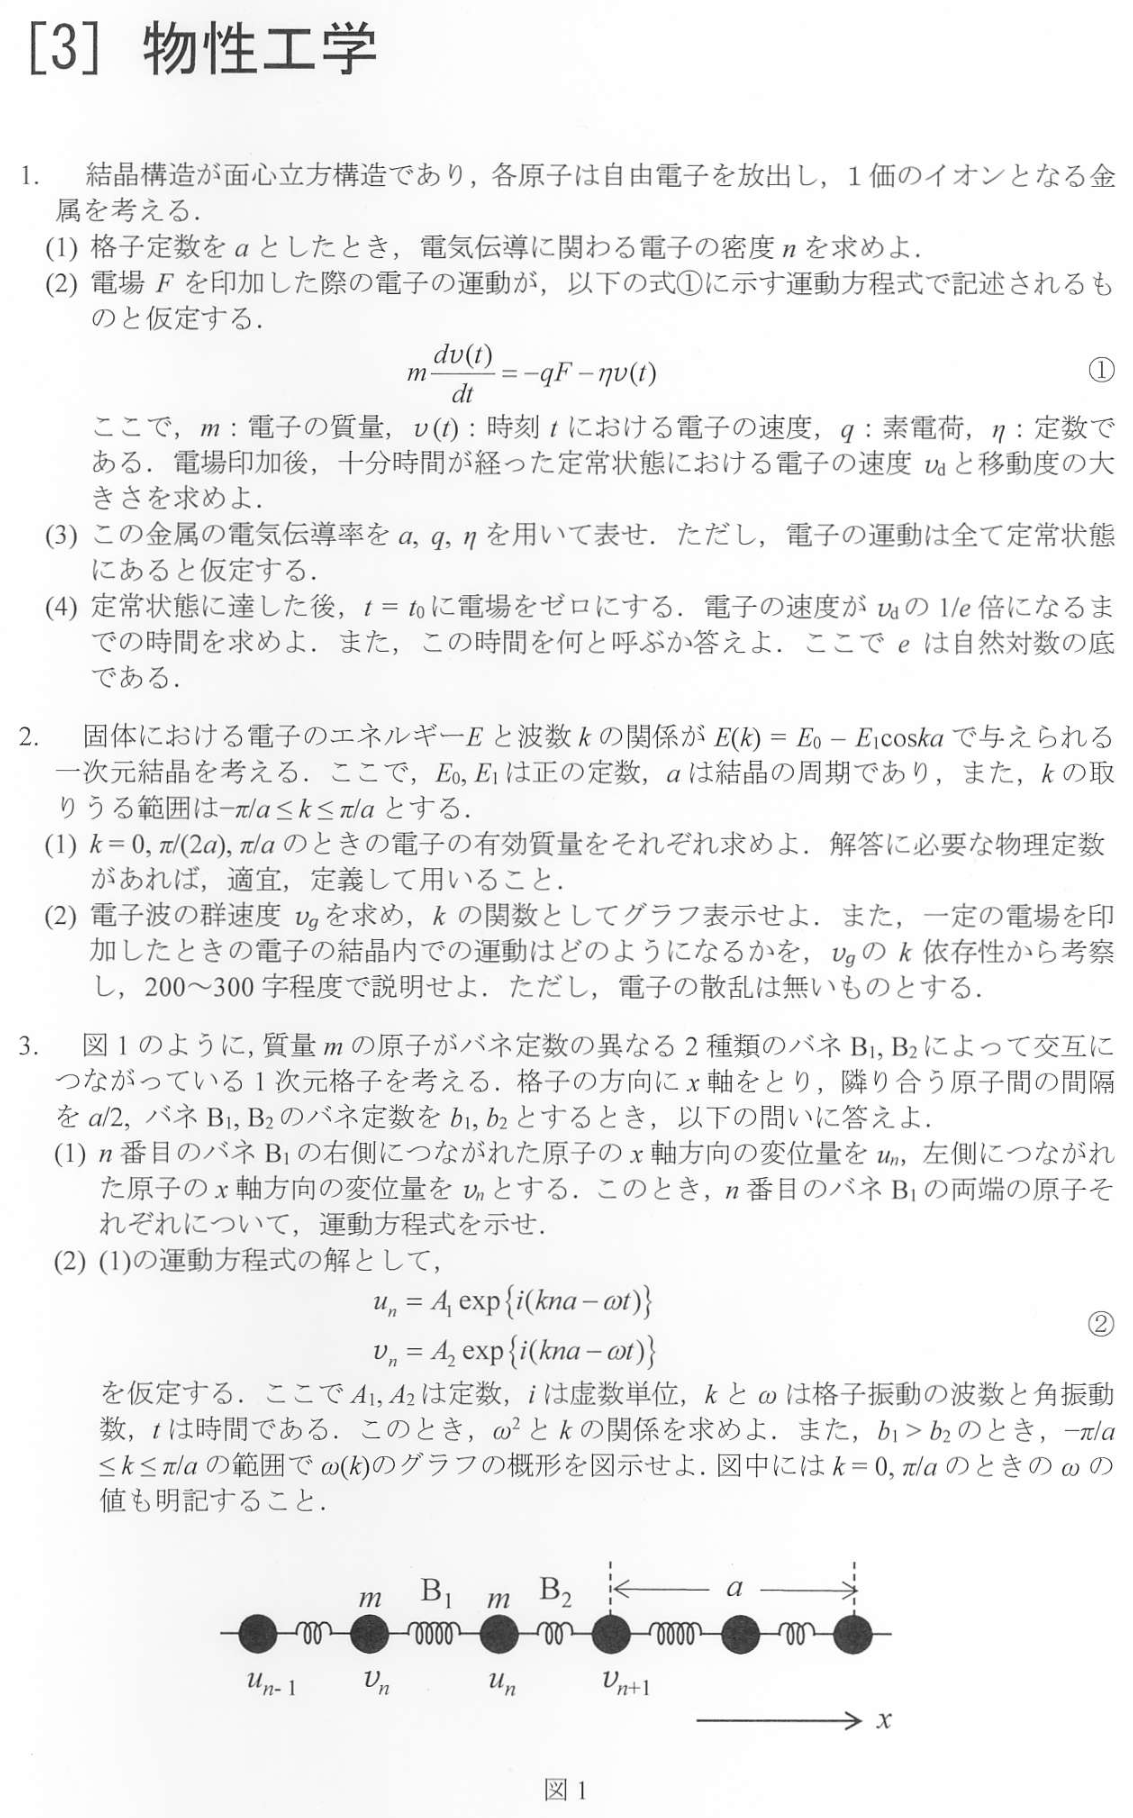 [3] 物性工学
1. 結晶構造が面心立方構造であり, 各原子は自由電子を放出し, 1価のイオンとなる金
属を考える.
(1) 格子定数を a としたとき, 電気伝導に関わる電子の密度 n を求めよ.
(2) 電場 F を印加した際の電子の運動が, 以下の式①に示す運動方程式で記述されるも
のと仮定する.
m dυ(t)/dt = −qF − ηυ(t) ①
ここで, m : 電子の質量, υ(t) : 時刻 t における電子の速度, q : 素電荷, η : 定数で
ある. 電場印加後, 十分時間が経った定常状態における電子の速度 υd と移動度の大
きさを求めよ.
(3) この金属の電気伝導率を a, q, η を用いて表せ. ただし, 電子の運動は全て定常状態
にあると仮定する.
(4) 定常状態に達した後, t = t0 に電場をゼロにする. 電子の速度が υd の 1/e 倍になるま
での時間を求めよ. また, この時間を何と呼ぶか答えよ. ここで e は自然対数の底
である.
2. 固体における電子のエネルギーE と波数 k の関係が E(k) = E0 − E1coska で与えられる
一次元結晶を考える. ここで, E0, E1 は正の定数, a は結晶の周期であり, また, k の取
りうる範囲は−π/a ≤ k ≤ π/a とする.
(1) k = 0, π/(2a), π/a のときの電子の有効質量をそれぞれ求めよ. 解答に必要な物理定数
があれば, 適宜, 定義して用いること.
(2) 電子波の群速度 υg を求め, k の関数としてグラフ表示せよ. また, 一定の電場を印
加したときの電子の結晶内での運動はどのようになるかを, υg の k 依存性から考察
し, 200〜300 字程度で説明せよ. ただし, 電子の散乱は無いものとする.
3. 図 1 のように, 質量 m の原子がバネ定数の異なる 2 種類のバネ B1, B2 によって交互に
つながっている 1 次元格子を考える. 格子の方向に x 軸をとり, 隣り合う原子間の間隔
を a/2, バネ B1, B2 のバネ定数を b1, b2 とするとき, 以下の問いに答えよ.
(1) n 番目のバネ B1 の右側につながれた原子の x 軸方向の変位量を un, 左側につながれ
た原子の x 軸方向の変位量を υn とする. このとき, n 番目のバネ B1 の両端の原子そ
れぞれについて, 運動方程式を示せ.
(2) (1)の運動方程式の解として,
un = A1 exp{i(kna − ωt)}
υn = A2 exp{i(kna − ωt)} ②
を仮定する. ここで A1, A2 は定数, i は虚数単位, k と ω は格子振動の波数と角振動
数, t は時間である. このとき, ω² と k の関係を求めよ. また, b1 > b2 のとき, −π/a
≤ k ≤ π/a の範囲で ω(k)のグラフの概形を図示せよ. 図中には k = 0, π/a のときの ω の
値も明記すること.
m B1 m B2 a
un-1 υn un υn+1
x
図 1